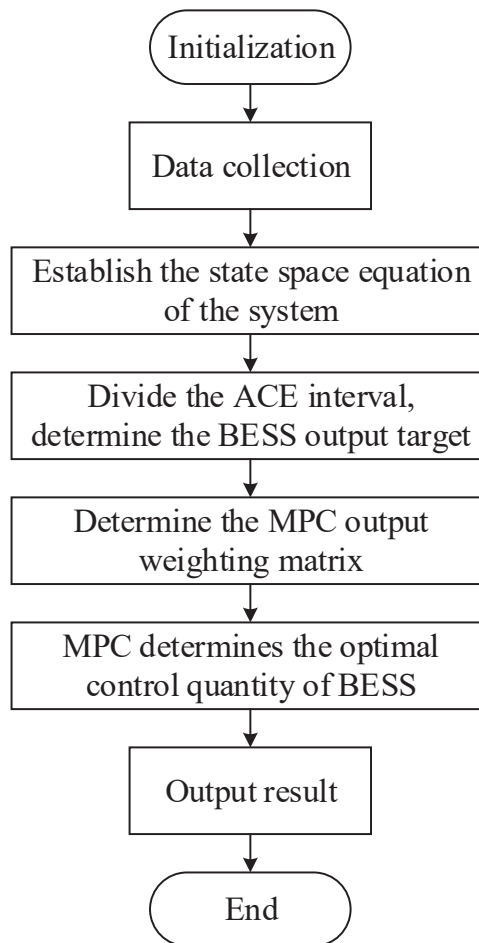 Initialization
Data collection
Establish the state space equation
of the system
Divide the ACE interval,
determine the BESS output target
Determine the MPC output
weighting matrix
MPC determines the optimal
control quantity of BESS
Output result
End